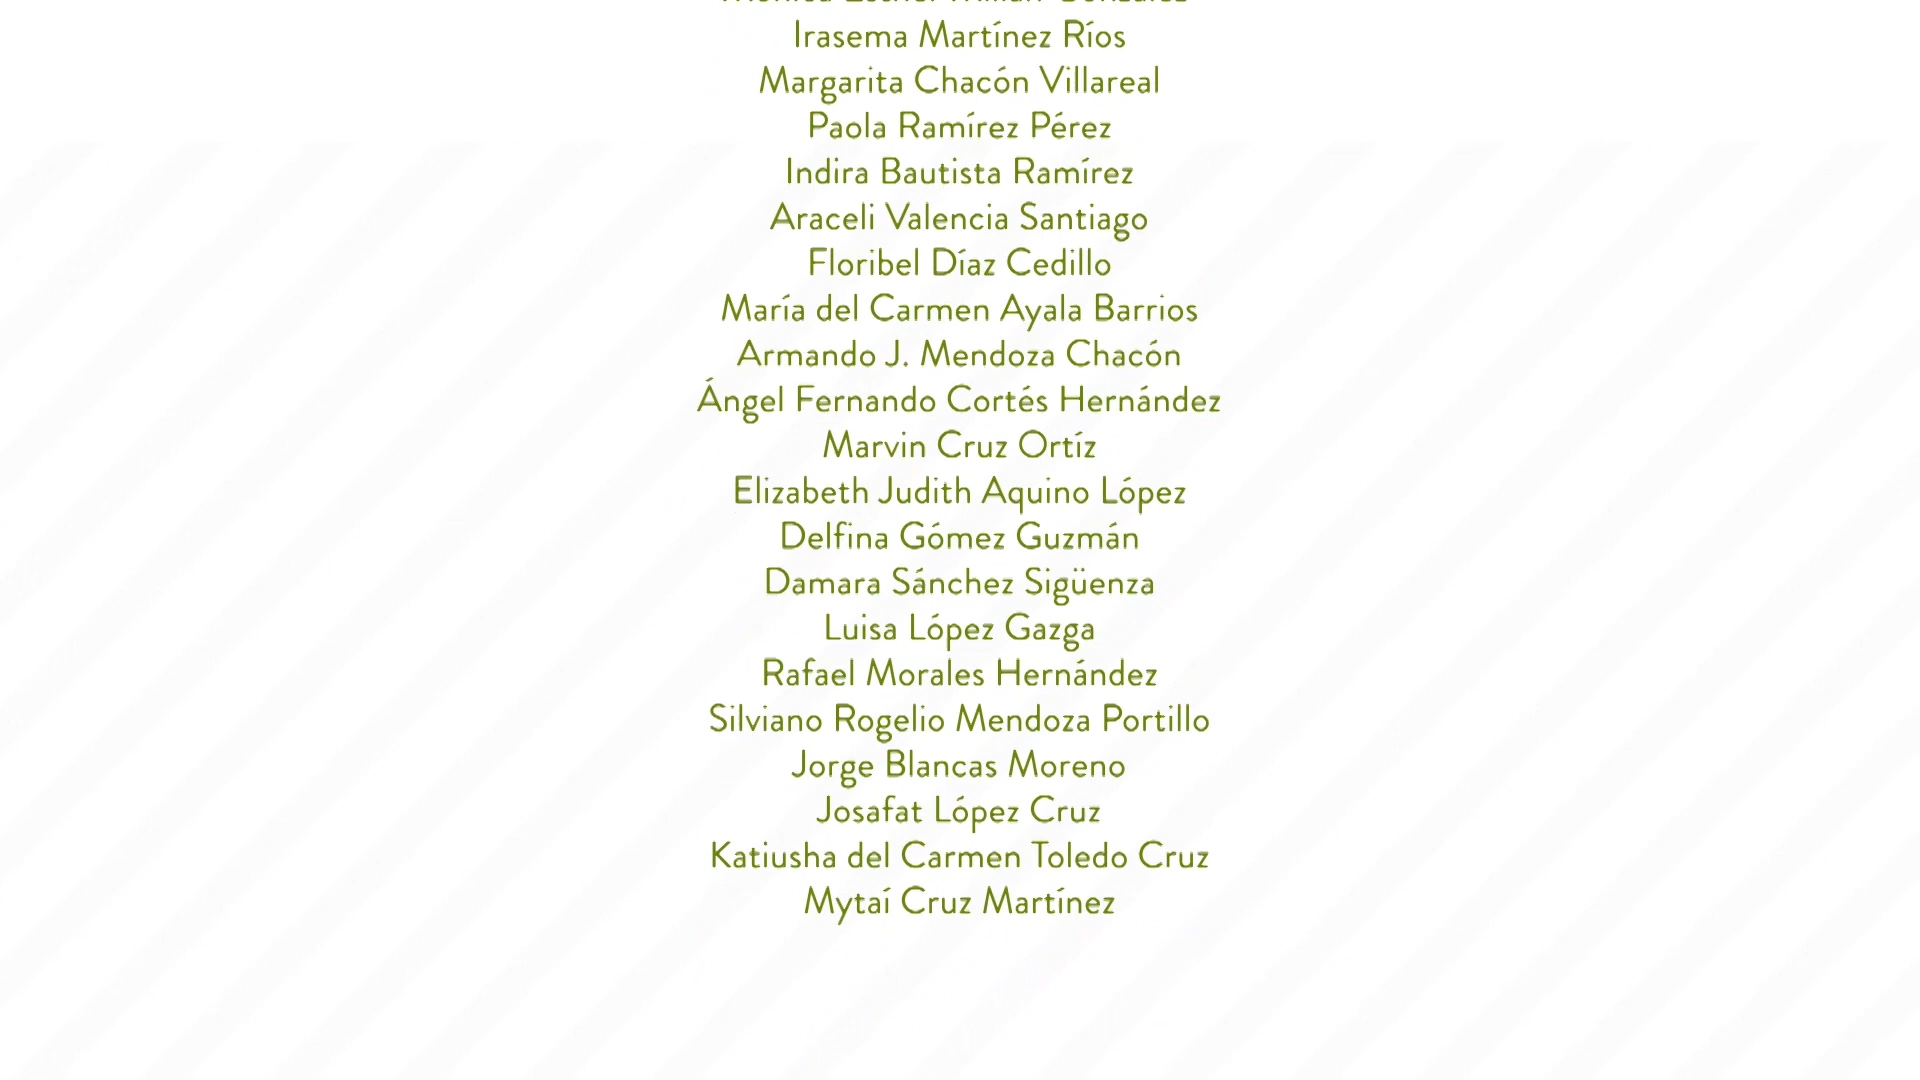 Irasema Martínez Ríos
Margarita Chacón Villareal
Paola Ramírez Pérez
Indira Bautista Ramírez
Araceli Valencia Santiago
Floribel Díaz Cedillo
María del Carmen Ayala Barrios
Armando J. Mendoza Chacón
Ángel Fernando Cortés Hernández
Marvin Cruz Ortíz
Elizabeth Judith Aquino López
Delfina Gómez Guzmán
Damara Sánchez Sigüenza
Luisa López Gazga
Rafael Morales Hernández
Silviano Rogelio Mendoza Portillo
Jorge Blancas Moreno
Josafat López Cruz
Katiusha del Carmen Toledo Cruz
Mytaí Cruz Martínez